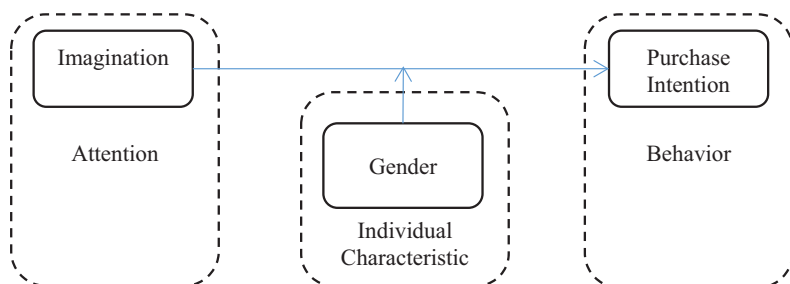 Imagination
Attention
Gender
Individual
Characteristic
Purchase
Intention
Behavior